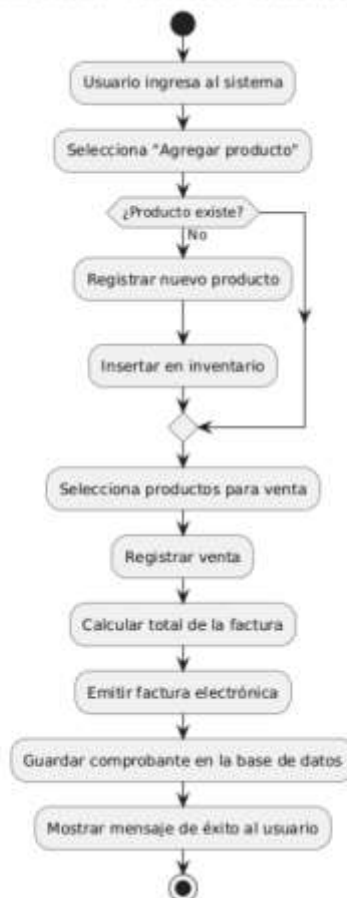 Usuario ingresa al sistema
Selecciona "Agregar producto"
¿Producto existe?
No
Registrar nuevo producto
Insertar en inventario
Selecciona productos para venta
Registrar venta
Calcular total de la factura
Emitir factura electrónica
Guardar comprobante en la base de datos
Mostrar mensaje de éxito al usuario